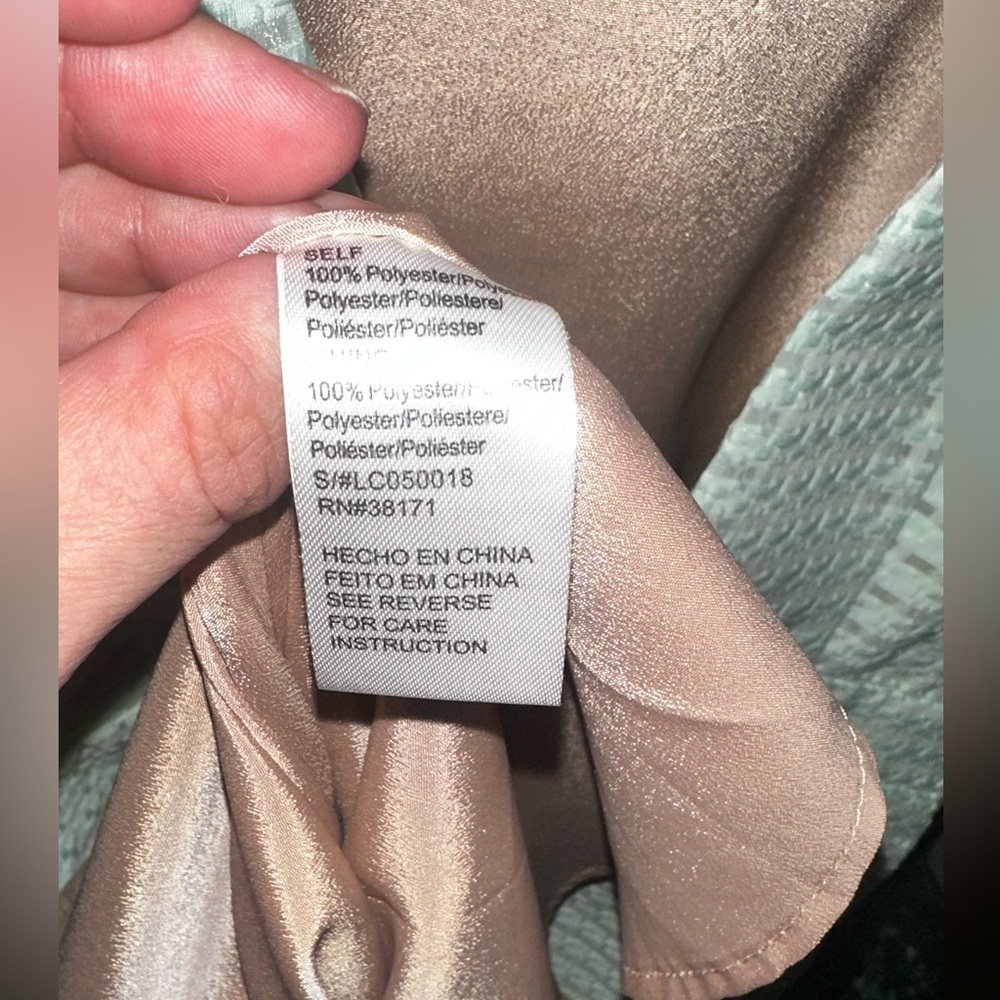 SELF
100% Polyester/
Polyester/Poliestere/
Poliéster/Poliéster
100%
Polyester/Poliestere/
Poliéster/Poliéster
S/#LC050018
RN#38171
HECHO EN CHINA
FEITO EM CHINA
SEE REVERSE
FOR CARE
INSTRUCTION